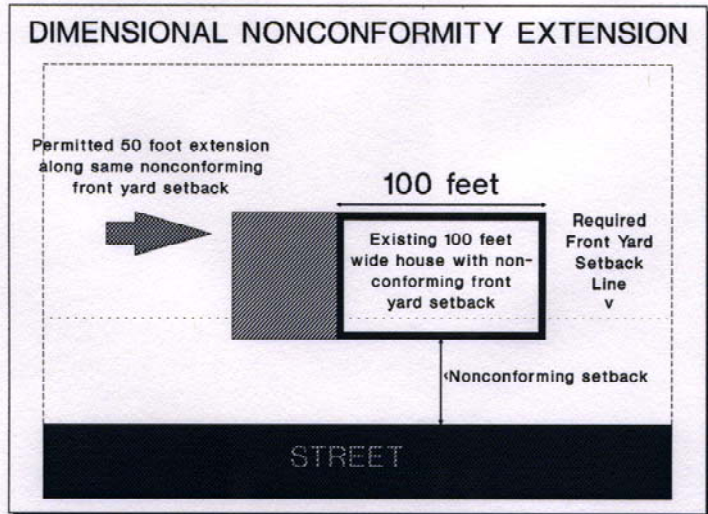 DIMENSIONAL NONCONFORMITY EXTENSION
Permitted 50 foot extension
along same nonconforming
front yard setback
100 feet
Existing 100 feet
wide house with non-
conforming front
yard setback
Required
Front Yard
Setback
Line
v
‹Nonconforming setback
STREET